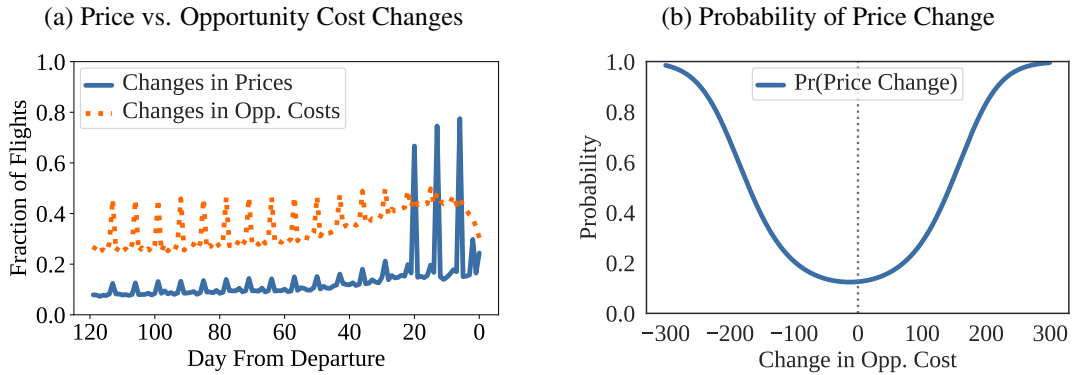 (a) Price vs. Opportunity Cost Changes
Fraction of Flights
1.0
0.8
0.6
0.4
0.2
0.0
Changes in Prices
Changes in Opp. Costs
120 100 80 60 40 20 0
Day From Departure
(b) Probability of Price Change
Probability
1.0
0.8
0.6
0.4
0.2
0.0
Pr(Price Change)
−300 −200 −100 0 100 200 300
Change in Opp. Cost